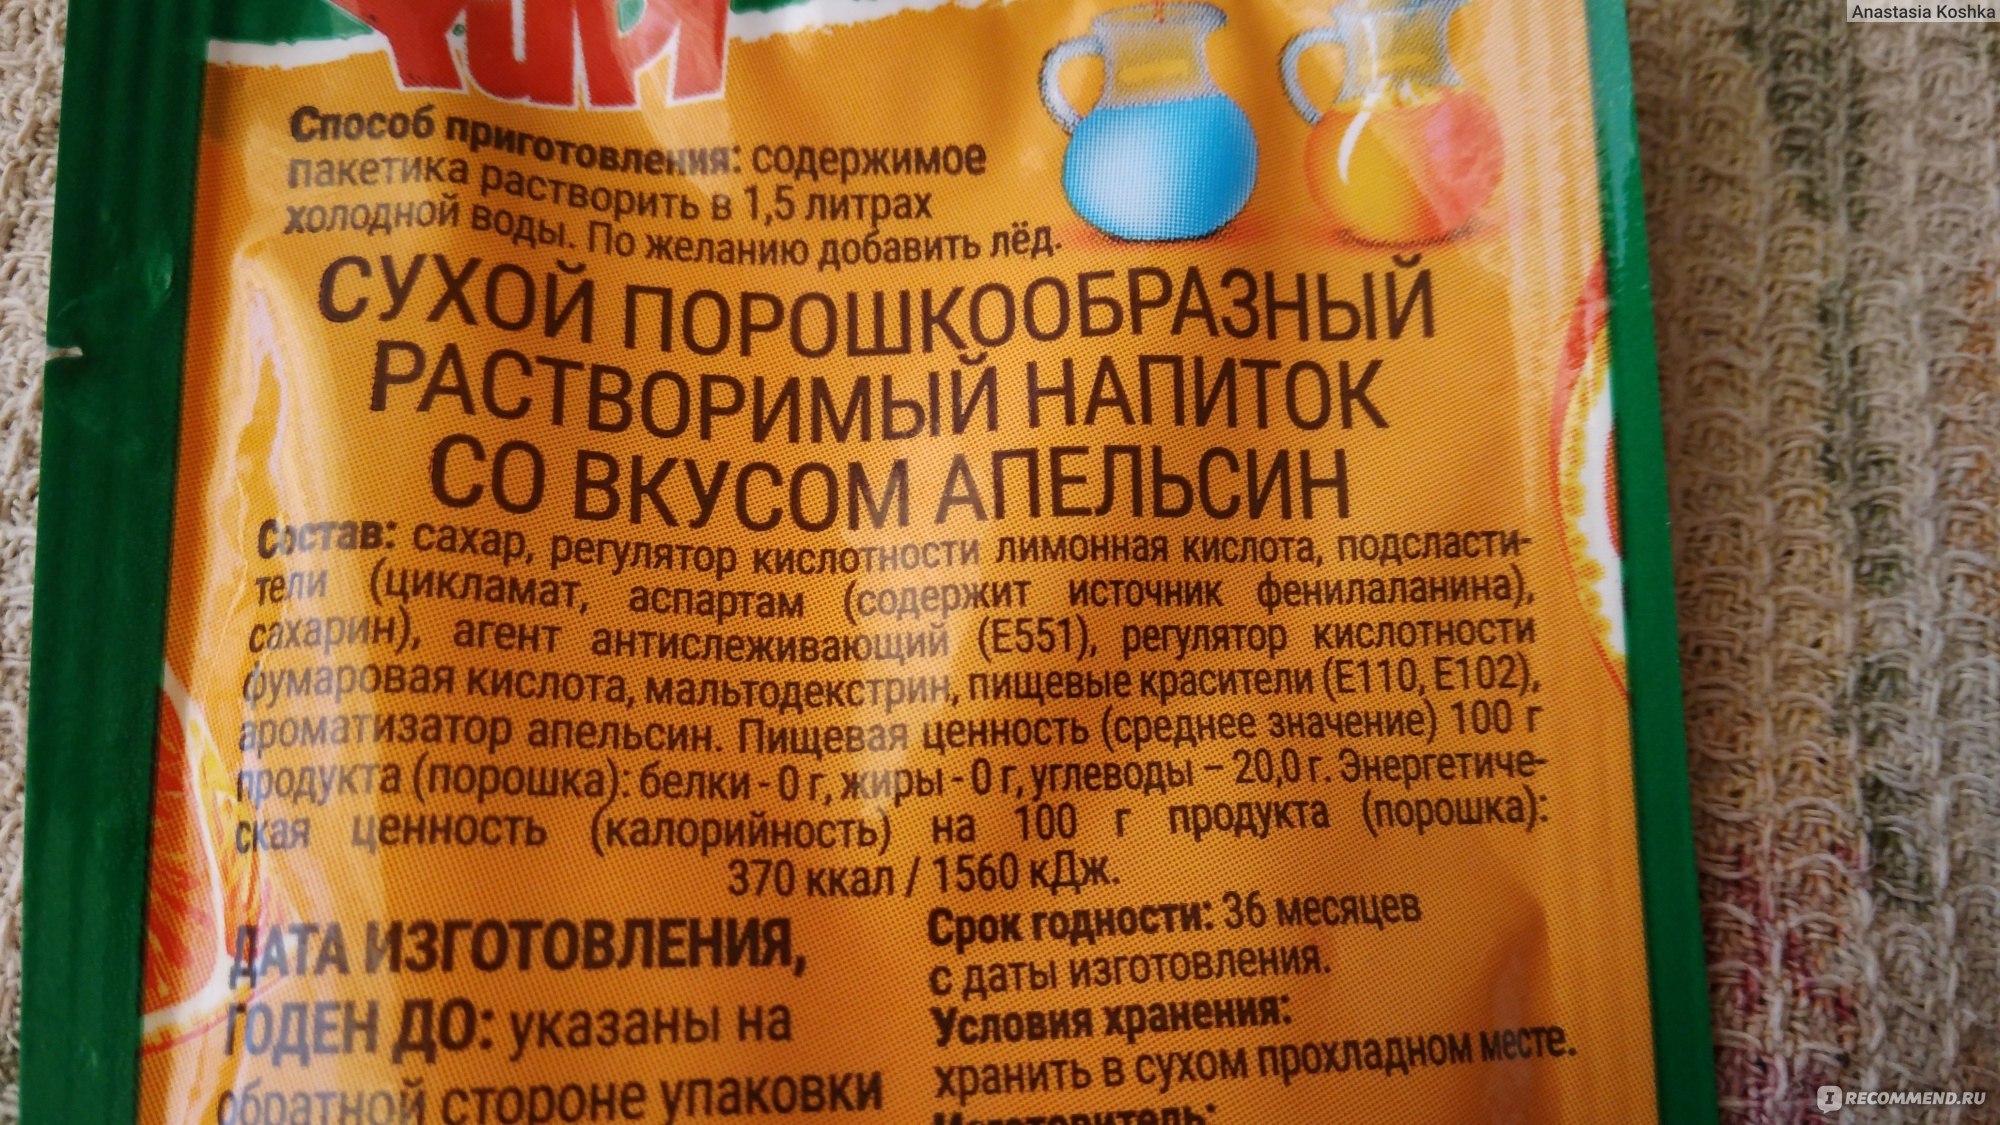 Anastasia Koshka
YUPI
Способ приготовления: содержимое
пакетика растворить в 1,5 литрах
холодной воды. По желанию добавить лёд.
СУХОЙ ПОРОШКООБРАЗНЫЙ
РАСТВОРИМЫЙ НАПИТОК
СО ВКУСОМ АПЕЛЬСИН
Состав: сахар, регулятор кислотности лимонная кислота, подсласти-
тели (цикламат, аспартам (содержит источник фенилаланина),
сахарин), агент антислеживающий (Е551), регулятор кислотности
фумаровая кислота, мальтодекстрин, пищевые красители (Е110, Е102),
ароматизатор апельсин. Пищевая ценность (среднее значение) 100 г
продукта (порошка): белки - 0 г, жиры - 0 г, углеводы – 20,0 г. Энергетиче-
ская ценность (калорийность) на 100 г продукта (порошка):
370 ккал / 1560 кДж.
ДАТА ИЗГОТОВЛЕНИЯ,
ГОДЕН ДО: указаны на
обратной стороне упаковки
Срок годности: 36 месяцев
с даты изготовления.
Условия хранения:
хранить в сухом прохладном месте.
Изготовитель:
I RECOMMEND.RU